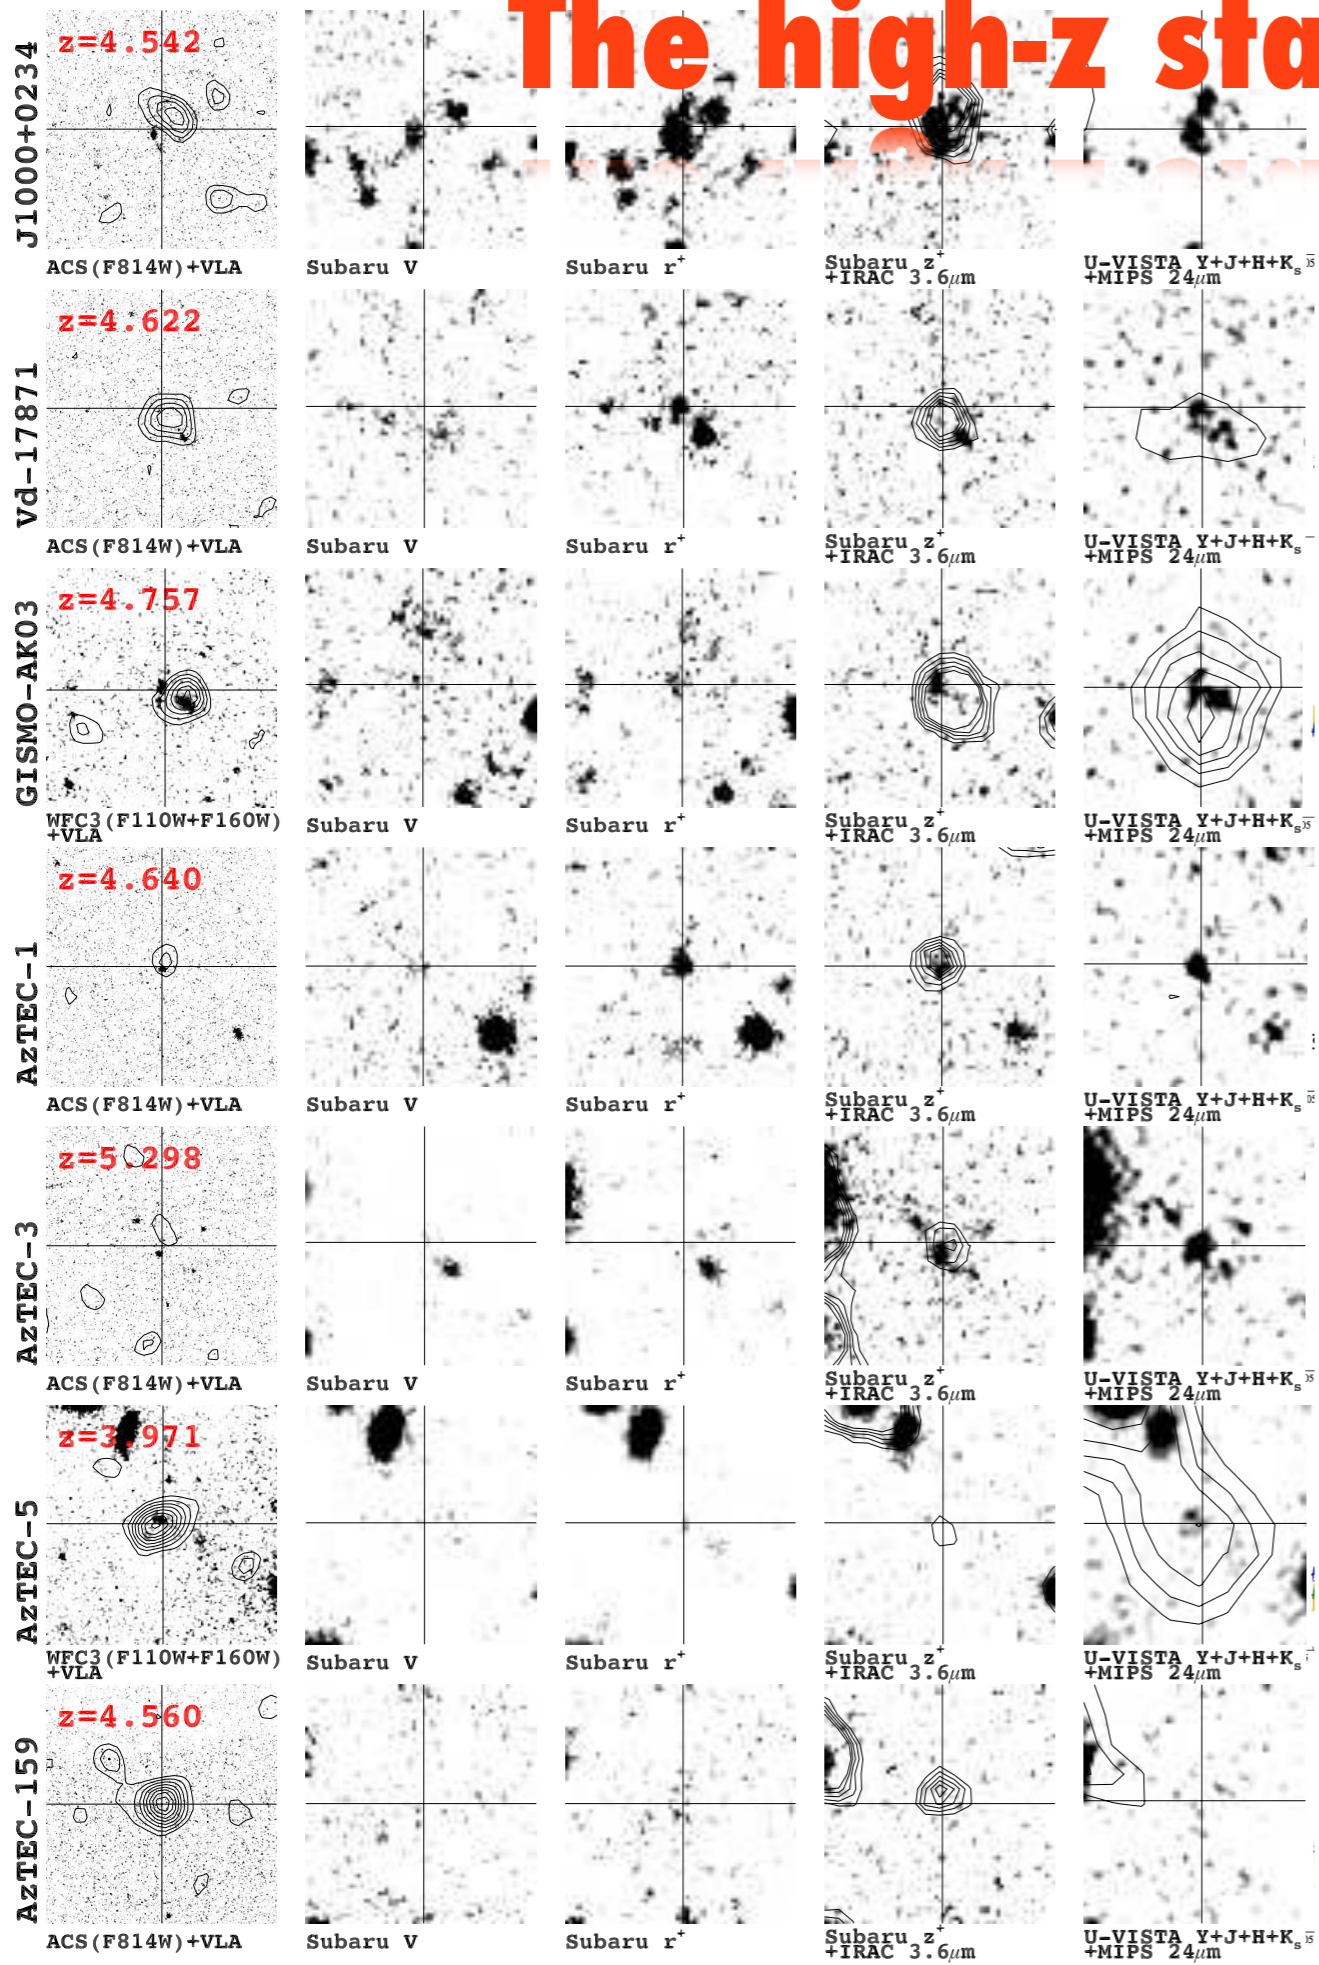 The high-z sta
J1000+0234
z=4.542
ACS(F814W)+VLA
Subaru V
Subaru r+
Subaru z+
+IRAC 3.6μm
U-VISTA Y+J+H+Ks
+MIPS 24μm
Vd-17871
z=4.622
ACS(F814W)+VLA
Subaru V
Subaru r+
Subaru z+
+IRAC 3.6μm
U-VISTA Y+J+H+Ks
+MIPS 24μm
GISMO-AK03
z=4.757
WFC3(F110W+F160W)
+VLA
Subaru V
Subaru r+
Subaru z+
+IRAC 3.6μm
U-VISTA Y+J+H+Ks
+MIPS 24μm
AzTEC-1
z=4.640
ACS(F814W)+VLA
Subaru V
Subaru r+
Subaru z+
+IRAC 3.6μm
U-VISTA Y+J+H+Ks
+MIPS 24μm
AzTEC-3
z=5.298
ACS(F814W)+VLA
Subaru V
Subaru r+
Subaru z+
+IRAC 3.6μm
U-VISTA Y+J+H+Ks
+MIPS 24μm
AzTEC-5
z=3.971
WFC3(F110W+F160W)
+VLA
Subaru V
Subaru r+
Subaru z+
+IRAC 3.6μm
U-VISTA Y+J+H+Ks
+MIPS 24μm
AzTEC-159
z=4.560
ACS(F814W)+VLA
Subaru V
Subaru r+
Subaru z+
+IRAC 3.6μm
U-VISTA Y+J+H+Ks
+MIPS 24μm